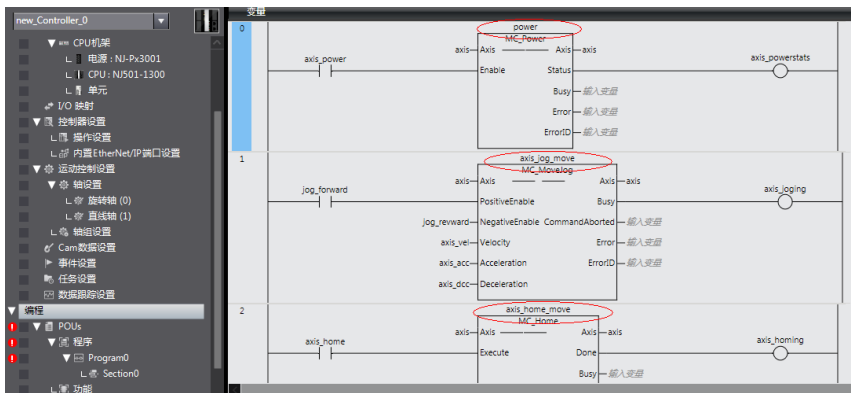 new_Controller_0
CPU机架
电源 : NJ-Px3001
CPU : NJ501-1300
单元
I/O 映射
控制器设置
操作设置
内置EtherNet/IP端口设置
运动控制设置
轴设置
旋转轴 (0)
直线轴 (1)
轴组设置
Cam数据设置
事件设置
任务设置
数据跟踪设置
编程
POUs
程序
Program0
Section0
功能
变量
0
power
MC_Power
axis Axis Axis axis
axis_power
axis_powerstats
Enable Status
Busy 输入变量
Error 输入变量
ErrorID 输入变量
1
axis_jog_move
MC_MoveJog
axis Axis Axis axis
jog_forward
axis_joging
PositiveEnable Busy
jog_revward NegativeEnable CommandAborted 输入变量
axis_vel Velocity Error 输入变量
axis_acc Acceleration ErrorID 输入变量
axis_dcc Deceleration
2
axis_home_move
MC_Home
axis Axis Axis axis
axis_home
axis_homing
Execute Done
Busy 输入变量